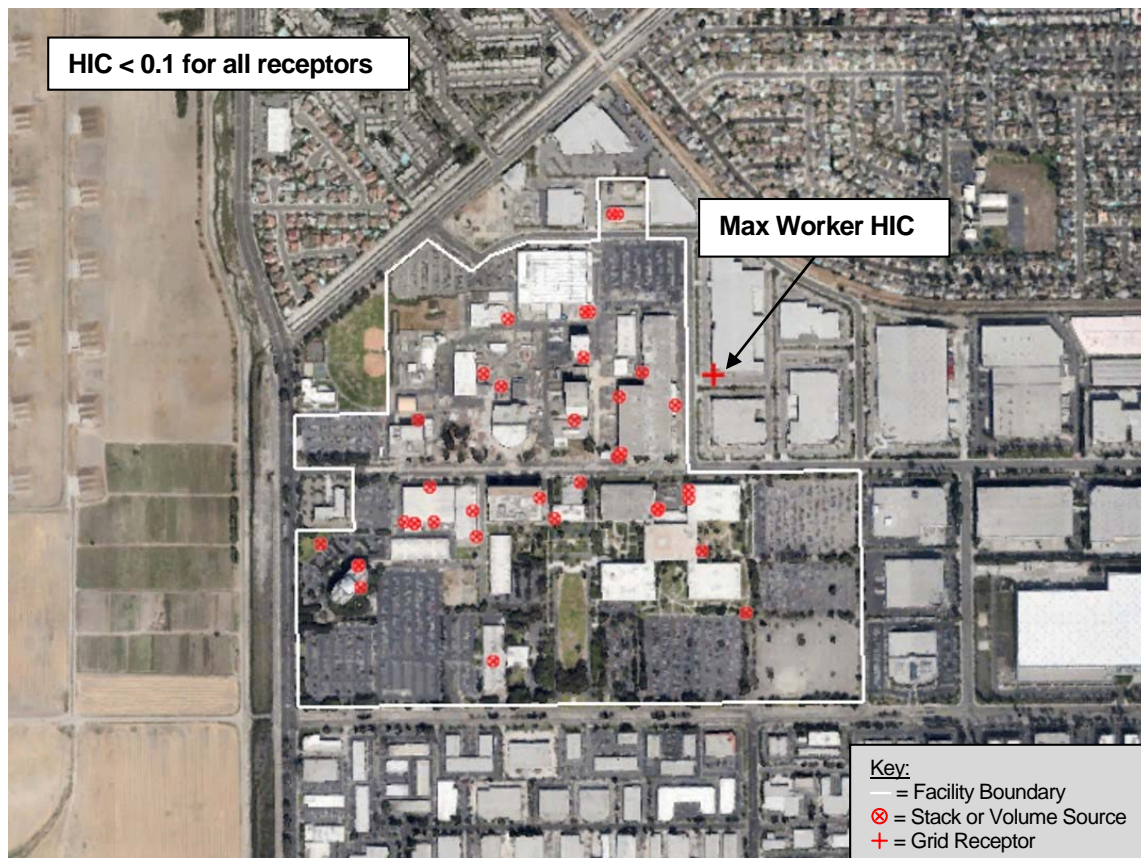 HIC < 0.1 for all receptors
Max Worker HIC
Key:
= Facility Boundary
= Stack or Volume Source
= Grid Receptor